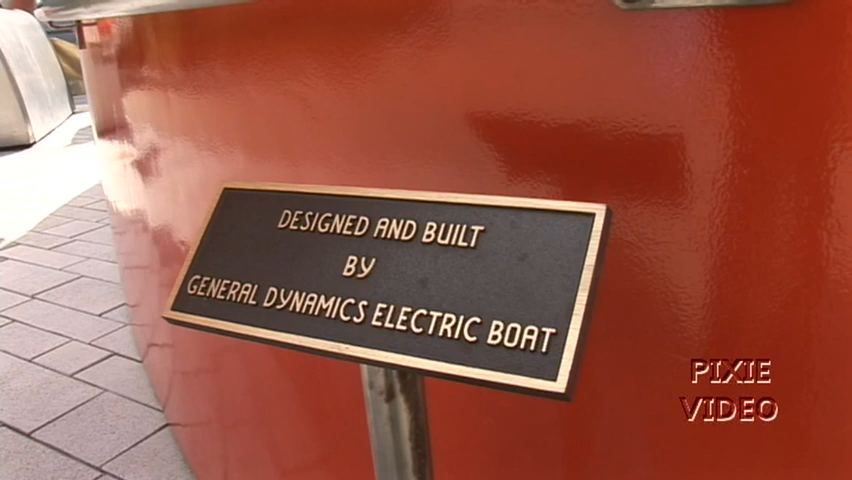 DESIGNED AND BUILT
BY
GENERAL DYNAMICS ELECTRIC BOAT
PIXIE
VIDEO